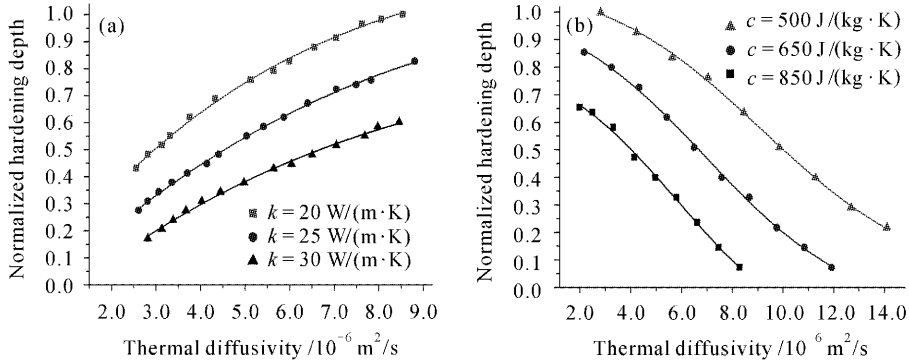 Normalized hardening depth
1.0
0.9
0.8
0.7
0.6
0.5
0.4
0.3
0.2
0.1
0.0
(a)
k = 20 W/(m·K)
k = 25 W/(m·K)
k = 30 W/(m·K)
2.0 3.0 4.0 5.0 6.0 7.0 8.0 9.0
Thermal diffusivity /10⁻⁶ m²/s
Normalized hardening depth
1.0
0.9
0.8
0.7
0.6
0.5
0.4
0.3
0.2
0.1
0.0
(b)
c = 500 J/(kg·K)
c = 650 J/(kg·K)
c = 850 J/(kg·K)
2.0 4.0 6.0 8.0 10.0 12.0 14.0
Thermal diffusivity /10 ⁶ m²/s